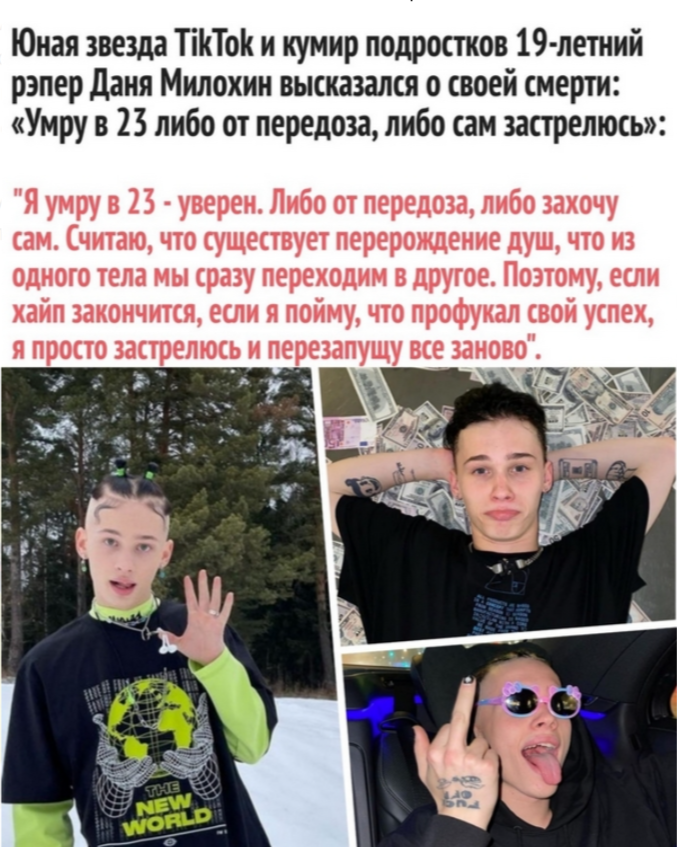 Юная звезда TikTok и кумир подростков 19-летний
рэпер Даня Милохин высказался о своей смерти:
«Умру в 23 либо от передоза, либо сам застрелюсь»:
"Я умру в 23 - уверен. Либо от передоза, либо захочу
сам. Считаю, что существует перерождение душ, что из
одного тела мы сразу переходим в другое. Поэтому, если
хайп закончится, если я пойму, что профукал свой успех,
я просто застрелюсь и перезапущу все заново".
THE
NEW
WORLD